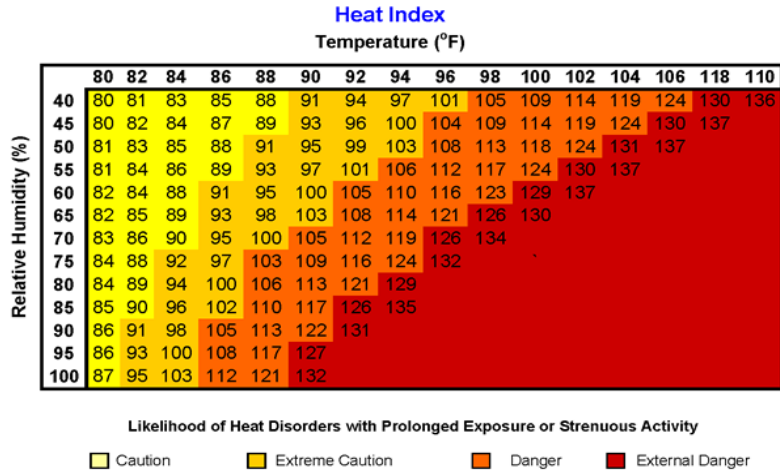 Heat Index
Temperature (°F)
80 82 84 86 88 90 92 94 96 98 100 102 104 106 118 110
40 80 81 83 85 88 91 94 97 101 105 109 114 119 124 130 136
45 80 82 84 87 89 93 96 100 104 109 114 119 124 130 137
50 81 83 85 88 91 95 99 103 108 113 118 124 131 137
55 81 84 86 89 93 97 101 106 112 117 124 130 137
60 82 84 88 91 95 100 105 110 116 123 129 137
65 82 85 89 93 98 103 108 114 121 126 130
70 83 86 90 95 100 105 112 119 126 134
75 84 88 92 97 103 109 116 124 132
80 84 89 94 100 106 113 121 129
85 85 90 96 102 110 117 126 135
90 86 91 98 105 113 122 131
95 86 93 100 108 117 127
100 87 95 103 112 121 132
Relative Humidity (%)
Likelihood of Heat Disorders with Prolonged Exposure or Strenuous Activity
Caution Extreme Caution Danger External Danger